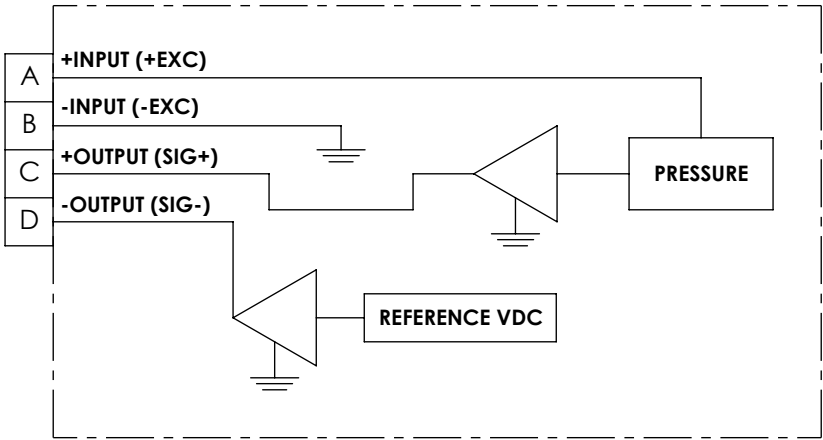 A
+INPUT (+EXC)
B
-INPUT (-EXC)
C
+OUTPUT (SIG+)
D
-OUTPUT (SIG-)
PRESSURE
REFERENCE VDC